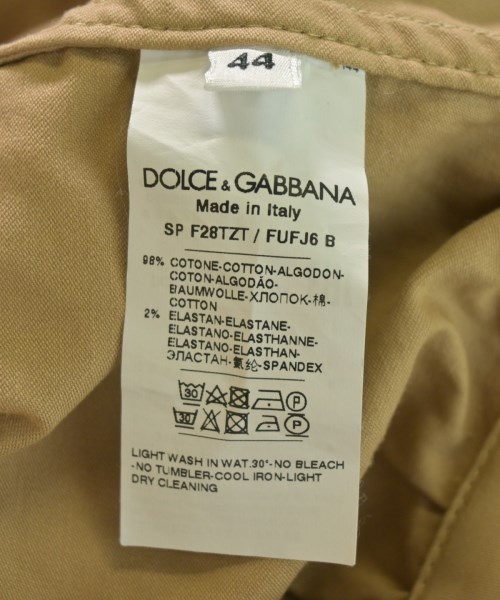 44
DOLCE & GABBANA
Made in Italy
SP F28TZT / FUFJ6 B
98% COTONE-COTTON-ALGODON-
COTON-ALGODÃO-
BAUMWOLLE-ХЛОПОК-棉-
COTTON
2% ELASTAN-ELASTANE-
ELASTANO-ELASTHANNE-
ELASTANO-ELASTHAN-
ЭЛАСТАН-氨纶-SPANDEX
30 P
30 P
LIGHT WASH IN WAT.30°-NO BLEACH
-NO TUMBLER-COOL IRON-LIGHT
DRY CLEANING